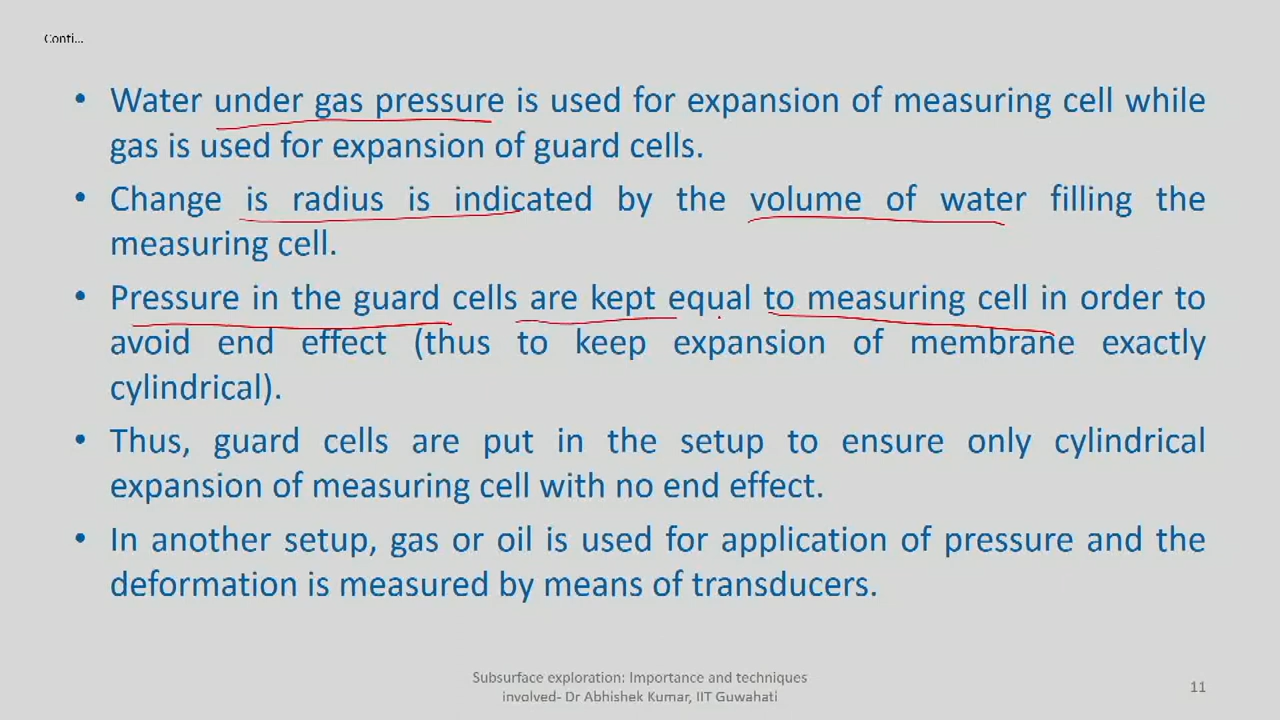 Conti...
• Water under gas pressure is used for expansion of measuring cell while
gas is used for expansion of guard cells.
• Change is radius is indicated by the volume of water filling the
measuring cell.
• Pressure in the guard cells are kept equal to measuring cell in order to
avoid end effect (thus to keep expansion of membrane exactly
cylindrical).
• Thus, guard cells are put in the setup to ensure only cylindrical
expansion of measuring cell with no end effect.
• In another setup, gas or oil is used for application of pressure and the
deformation is measured by means of transducers.
Subsurface exploration: Importance and techniques
involved- Dr Abhishek Kumar, IIT Guwahati
11